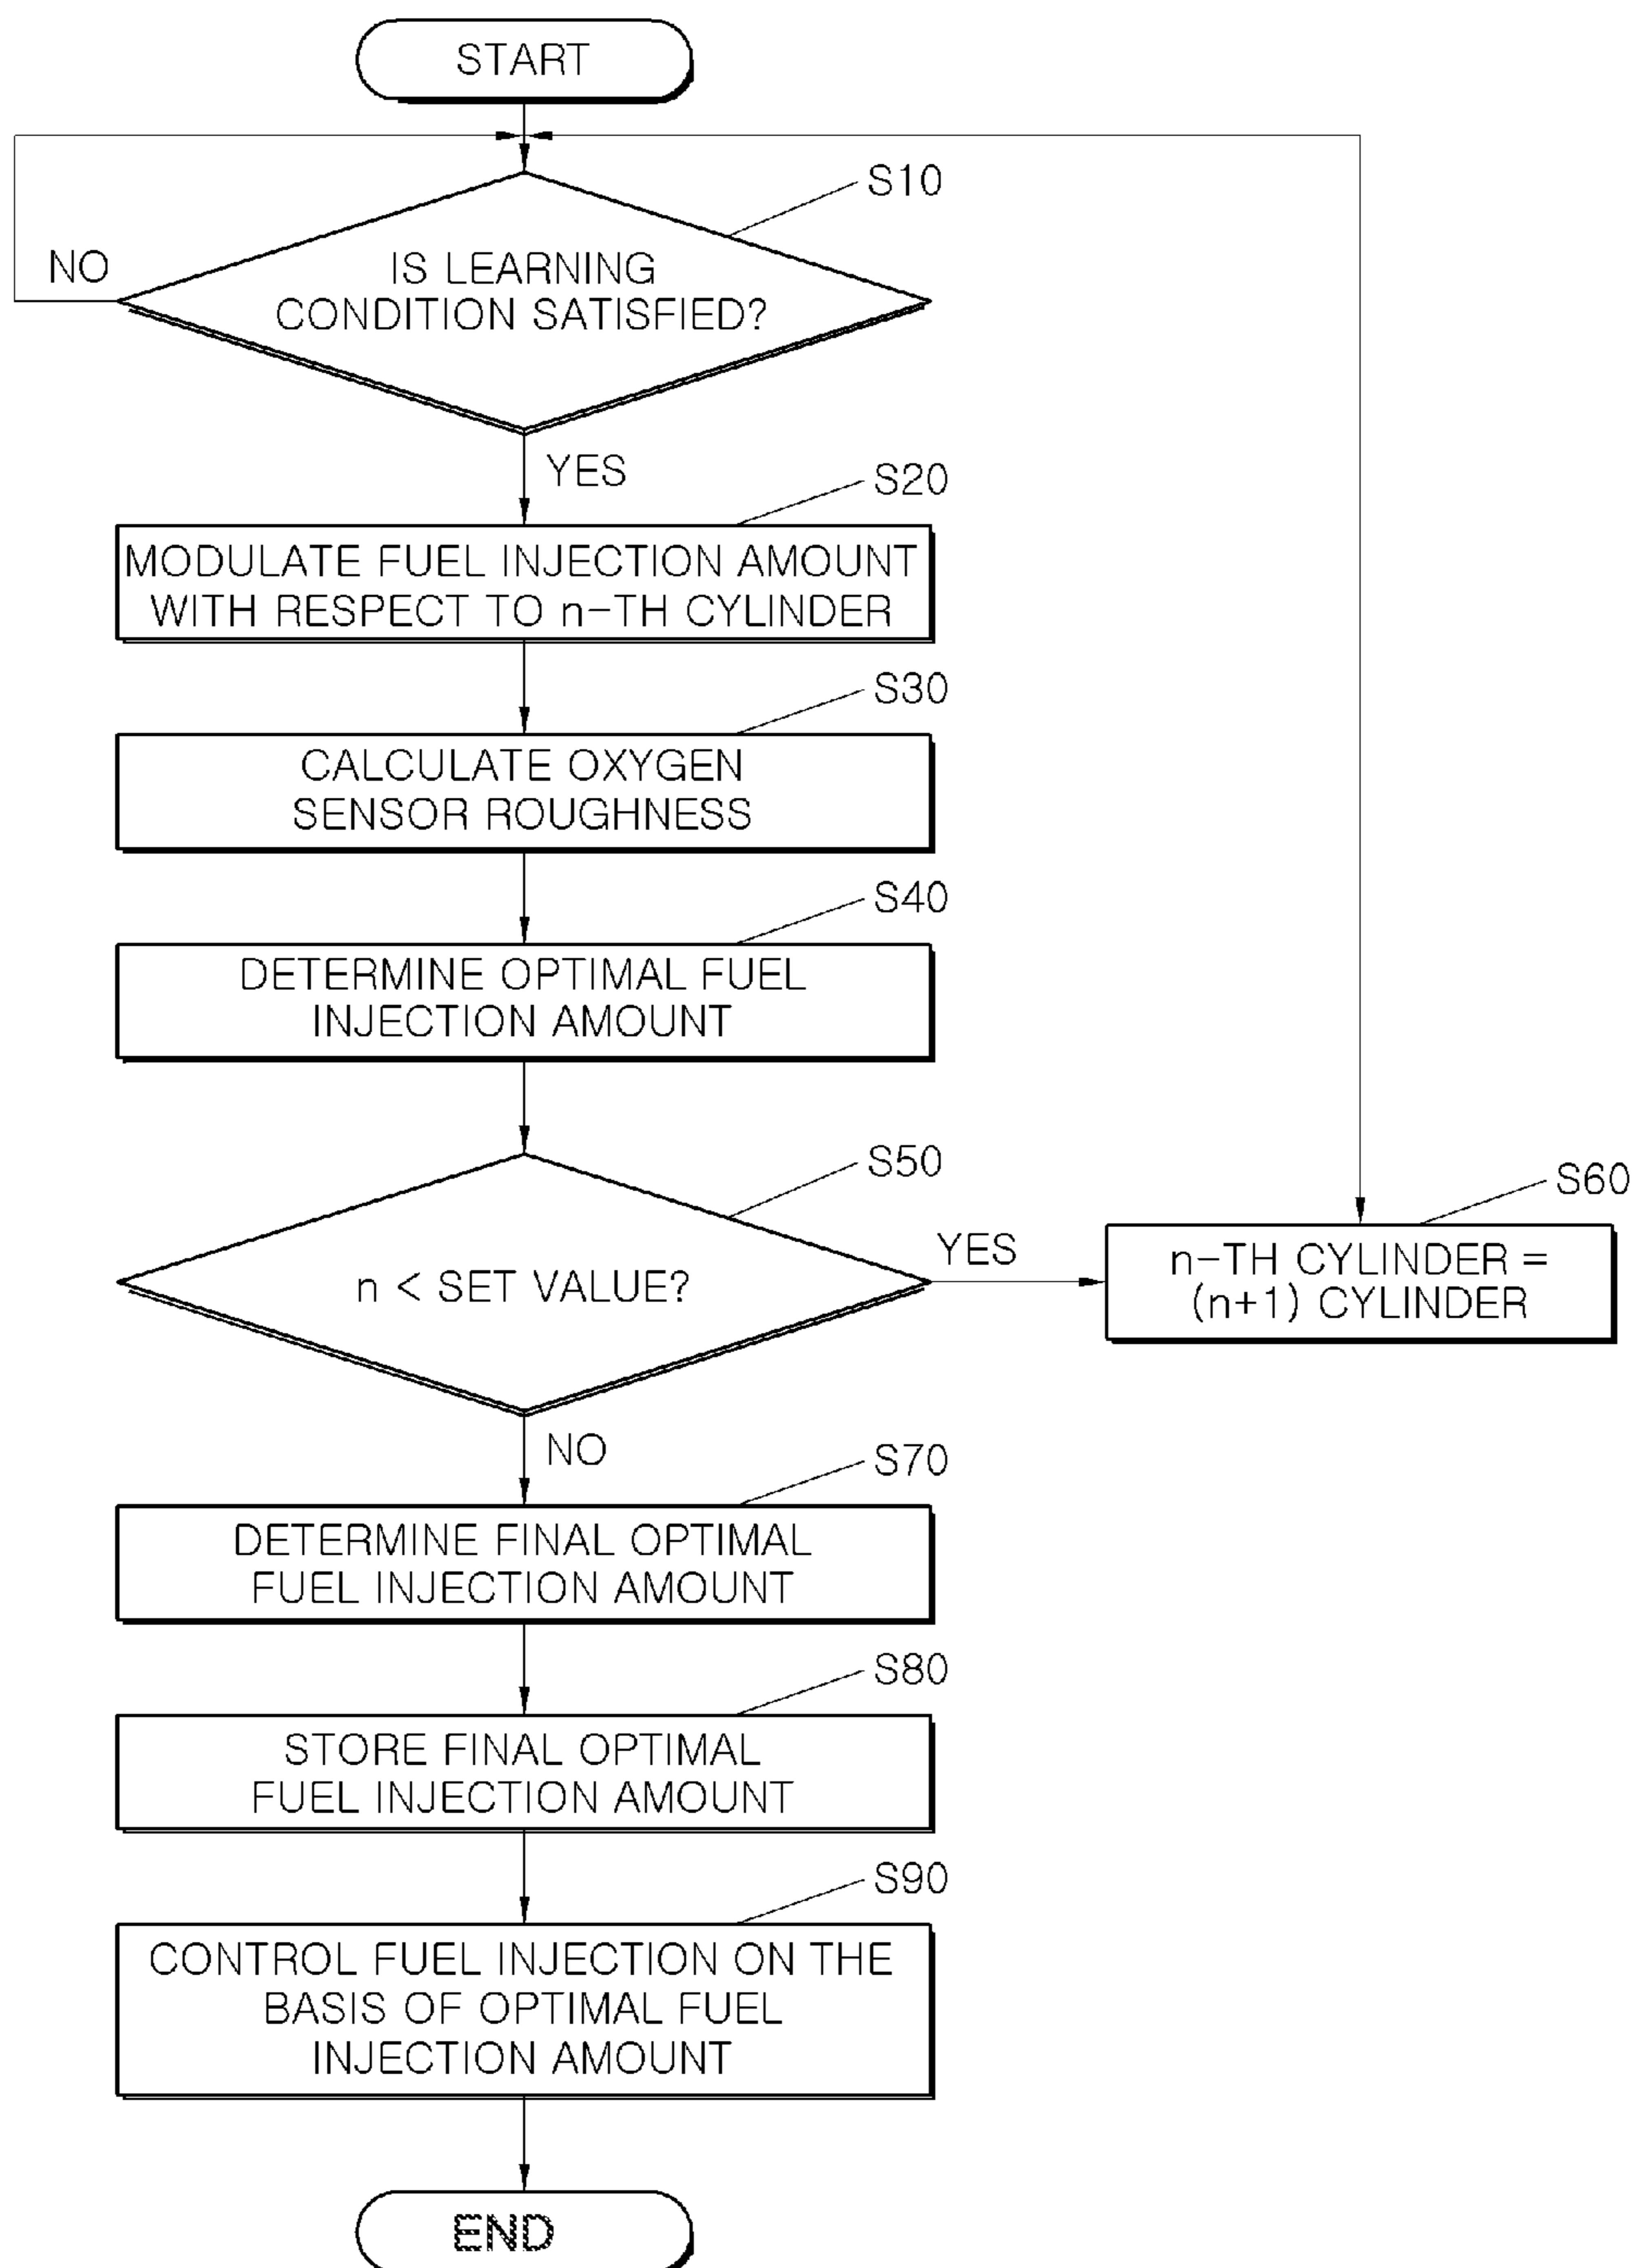 START
S10
IS LEARNING
CONDITION SATISFIED?
NO
YES
S20
MODULATE FUEL INJECTION AMOUNT
WITH RESPECT TO n-TH CYLINDER
S30
CALCULATE OXYGEN
SENSOR ROUGHNESS
S40
DETERMINE OPTIMAL FUEL
INJECTION AMOUNT
S50
n < SET VALUE?
YES
S60
n-TH CYLINDER =
(n+1) CYLINDER
NO
S70
DETERMINE FINAL OPTIMAL
FUEL INJECTION AMOUNT
S80
STORE FINAL OPTIMAL
FUEL INJECTION AMOUNT
S90
CONTROL FUEL INJECTION ON THE
BASIS OF OPTIMAL FUEL
INJECTION AMOUNT
END